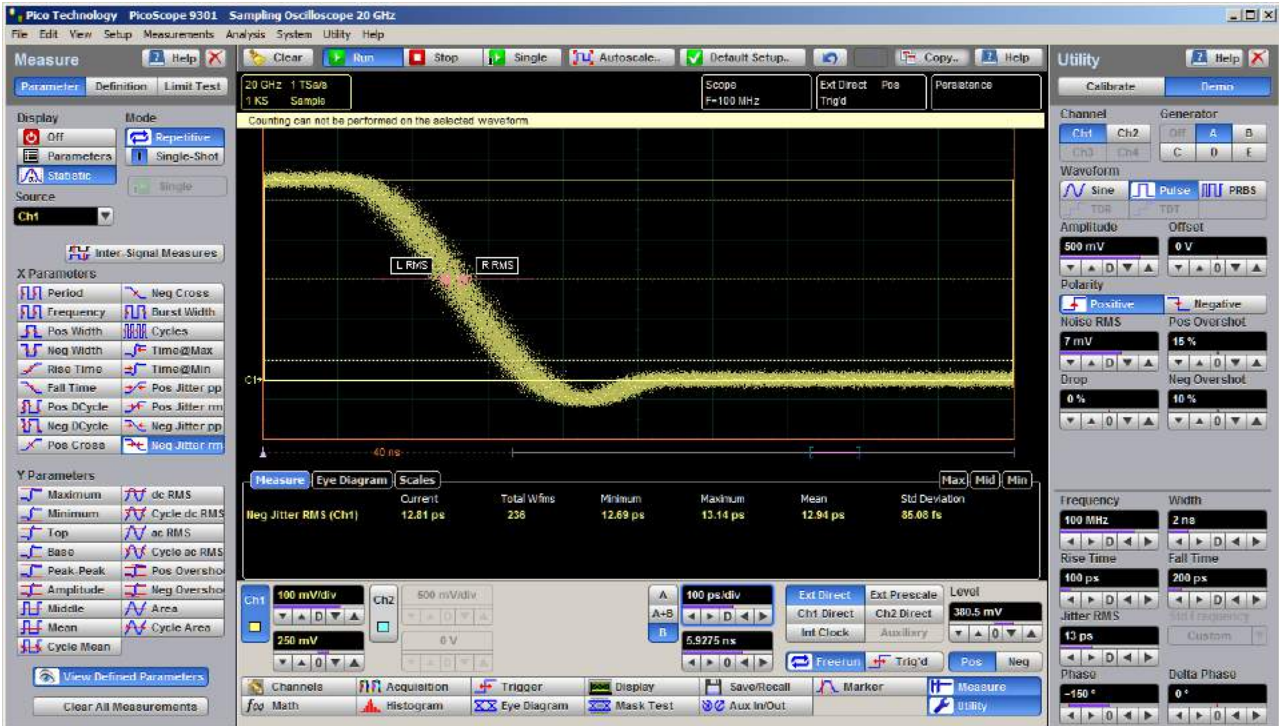 Pico Technology PicoScope 9301 Sampling Oscilloscope 20 GHz
File Edit View Setup Measurements Analysis System Utility Help
Measure Help
Clear Run Stop Single Autoscale.. Default Setup.. Copy.. Help
Utility Help
Parameter Definition Limit Test
20 GHz 1 TSa/s
1 KS Sample
Scope
F=100 MHz
Ext Direct Pos
Trig'd
Persistence
Calibrate Demo
Counting can not be performed on the selected waveform.
Display Mode
Off Repetitive
Parameters Single-Shot
Statistic Single
Source
Ch1
Inter-Signal Measures
X Parameters
Period Neg Cross
Frequency Burst Width
Pos Width Cycles
Neg Width Time@Max
Rise Time Time@Min
Fall Time Pos Jitter pp
Pos DCycle Pos Jitter rm
Neg DCycle Neg Jitter pp
Pos Cross Neg Jitter rm
Y Parameters
Maximum dc RMS
Minimum Cycle dc RMS
Top ac RMS
Base Cycle ac RMS
Peak-Peak Pos Oversho
Amplitude Neg Oversho
Middle Area
Mean Cycle Area
Cycle Mean
View Defined Parameters
Clear All Measurements
L RMS R RMS
C1
40 ns
Measure Eye Diagram Scales Max Mid Min
Current Total Wfms Minimum Maximum Mean Std Deviation
Neg Jitter RMS (Ch1) 12.81 ps 236 12.69 ps 13.14 ps 12.94 ps 85.08 fs
Ch1 100 mV/div Ch2 500 mV/div A 100 ps/div Ext Direct Ext Prescale Level
D D A+B D Ch1 Direct Ch2 Direct 380.5 mV
250 mV 0 V B 5.9275 ns Int Clock Auxiliary 0
0 0 Freerun Trig'd Pos Neg
Channels Acquisition Trigger Display Save/Recall Marker Measure
Math Histogram Eye Diagram Mask Test Aux In/Out Utility
Channel Generator
Ch1 Ch2 Off A B
Ch3 Ch4 C D E
Waveform
Sine Pulse PRBS
TDR TDT
Amplitude Offset
500 mV 0 V
D 0
Polarity
Positive Negative
Noise RMS Pos Overshot
7 mV 15 %
D D
Drop Neg Overshot
0 % 10 %
0 0
Frequency Width
100 MHz 2 ns
D D
Rise Time Fall Time
100 ps 200 ps
D D
Jitter RMS Std Frequency
13 ps Custom
D
Phase Delta Phase
-150 ° 0 °
0 0